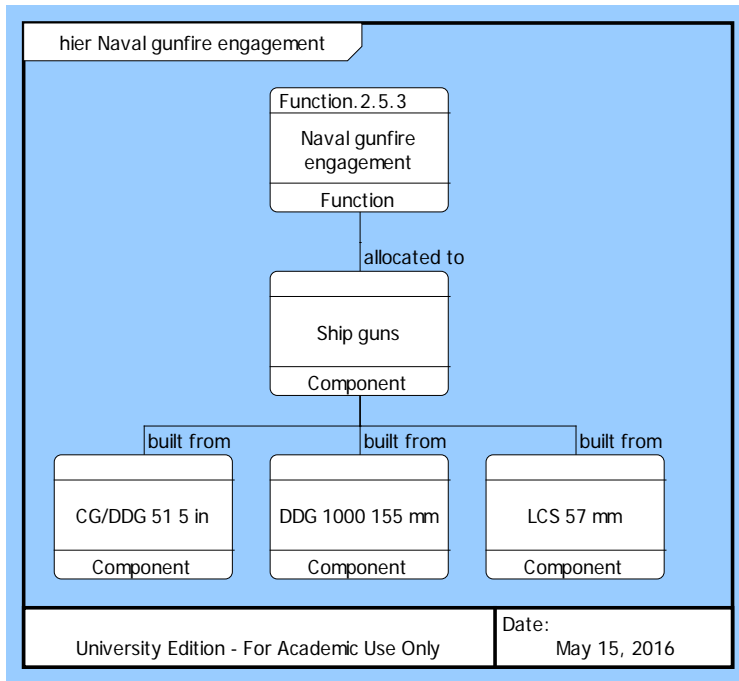 hier Naval gunfire engagement
Function.2.5.3
Naval gunfire
engagement
Function
allocated to
Ship guns
Component
built from
built from
built from
CG/DDG 51 5 in
DDG 1000 155 mm
LCS 57 mm
Component
Component
Component
University Edition - For Academic Use Only
Date:
May 15, 2016